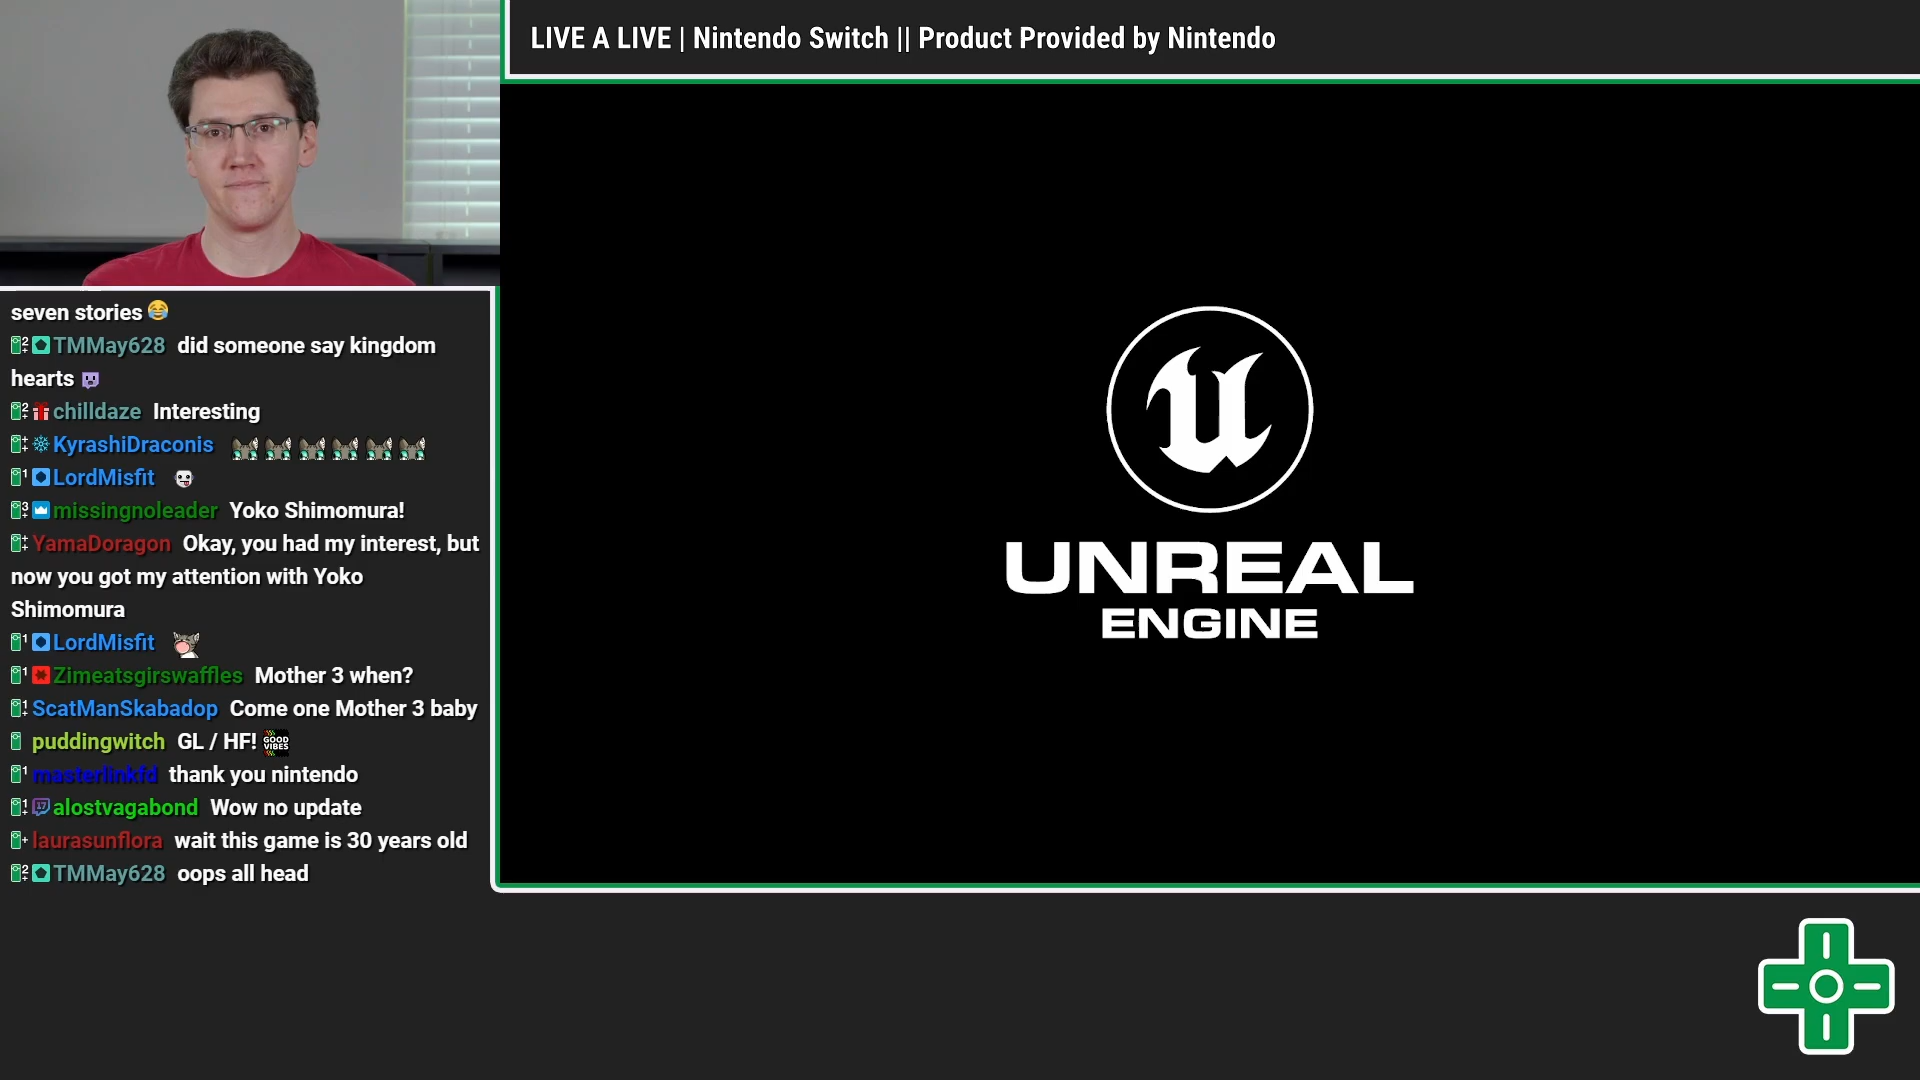 LIVE A LIVE | Nintendo Switch || Product Provided by Nintendo
seven stories
TMMay628 did someone say kingdom
hearts
chilldaze Interesting
KyrashiDraconis
LordMisfit
missingnoleader Yoko Shimomura!
YamaDoragon Okay, you had my interest, but
now you got my attention with Yoko
Shimomura
LordMisfit
Zimeatsgirswaffles Mother 3 when?
ScatManSkabadop Come one Mother 3 baby
puddingwitch GL / HF! GOOD VIBES
masterlinkfd thank you nintendo
alostvagabond Wow no update
laurasunflora wait this game is 30 years old
TMMay628 oops all head
UNREAL
ENGINE